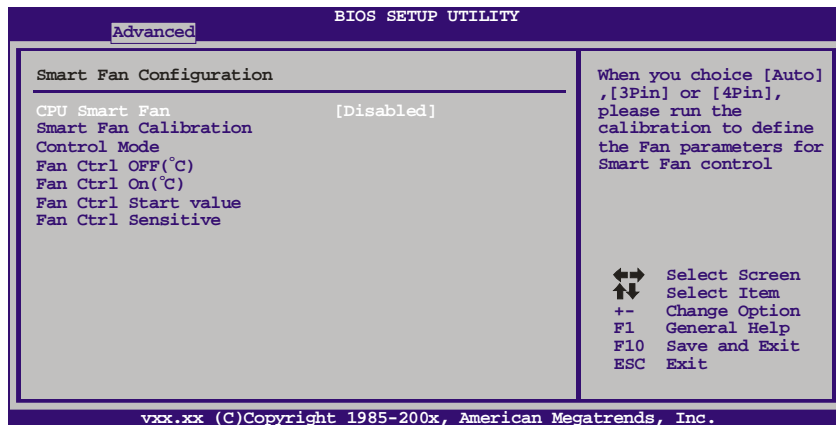 BIOS SETUP UTILITY
Advanced
Smart Fan Configuration
CPU Smart Fan [Disabled]
Smart Fan Calibration
Control Mode
Fan Ctrl OFF(°C)
Fan Ctrl On(°C)
Fan Ctrl Start value
Fan Ctrl Sensitive
When you choice [Auto]
,[3Pin] or [4Pin],
please run the
calibration to define
the Fan parameters for
Smart Fan control
Select Screen
Select Item
+- Change Option
F1 General Help
F10 Save and Exit
ESC Exit
vxx.xx (C)Copyright 1985-200x, American Megatrends, Inc.